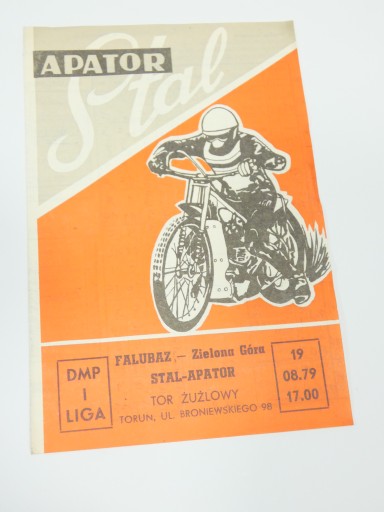 APATOR
Stal
DMP
I
LIGA
FALUBAZ - Zielona Góra
STAL-APATOR
TOR ŻUŻLOWY
TORUN, UL. BRONIEWSKIEGO 98
19
08.79
17.00